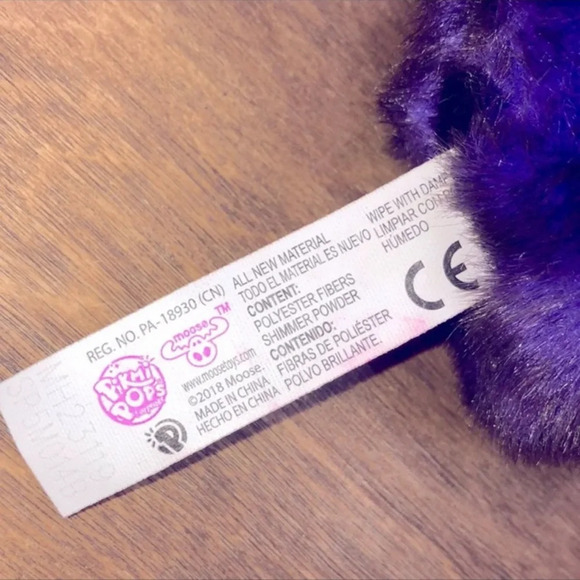 REG. NO. PA-18930 (CN)
Pikmi
POPS
moose TM
www.moosetoys.com
©2018 Moose.
MADE IN CHINA
HECHO EN CHINA
ALL NEW MATERIAL
TODO EL MATERIAL ES NUEVO
CONTENT:
POLYESTER FIBERS
SHIMMER POWDER
CONTENIDO:
FIBRAS DE POLIÉSTER
POLVO BRILLANTE.
WIPE WITH
LIMPIAR CON
HÚMEDO
CE